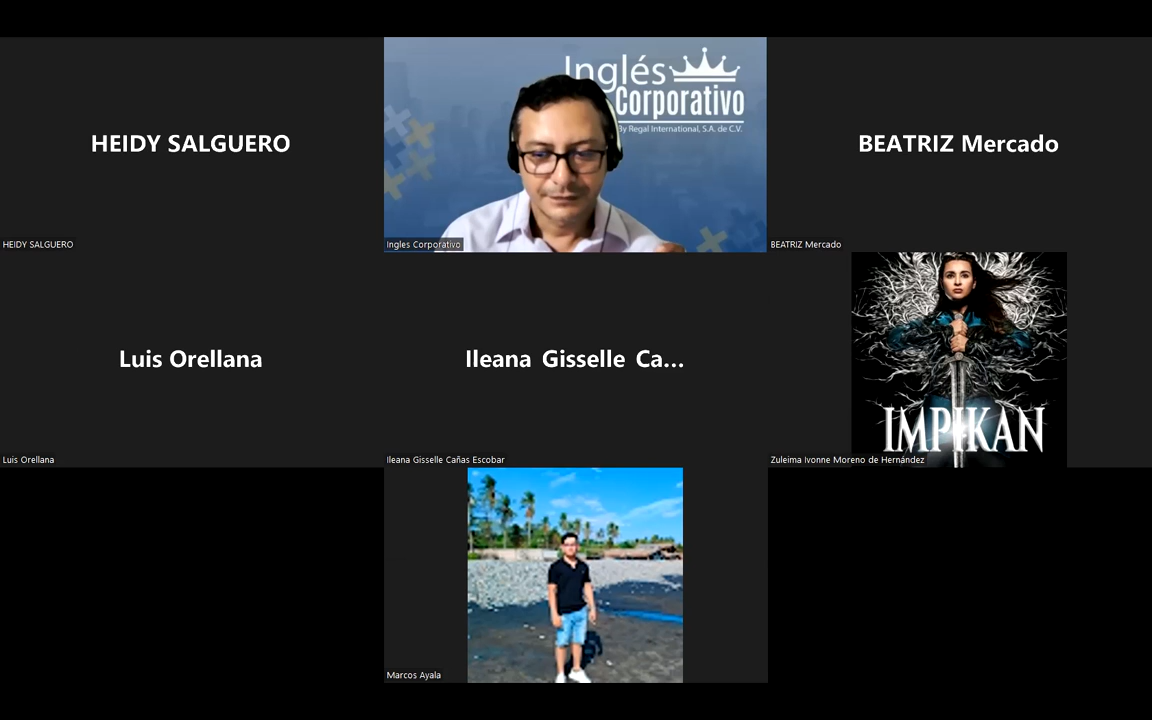 HEIDY SALGUERO
HEIDY SALGUERO
Inglés
Corporativo
By Regal International, S.A. de C.V.
Ingles Corporativo
BEATRIZ Mercado
BEATRIZ Mercado
Luis Orellana
Luis Orellana
Ileana Gisselle Ca...
Ileana Gisselle Cañas Escobar
IMPIKAN
Zuleima Ivonne Moreno de Hernández
Marcos Ayala